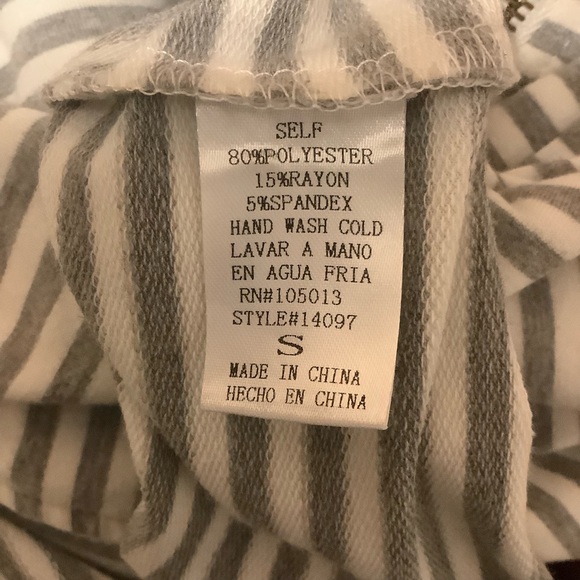 SELF
80%POLYESTER
15%RAYON
5%SPANDEX
HAND WASH COLD
LAVAR A MANO
EN AGUA FRIA
RN#105013
STYLE#14097
S
MADE IN CHINA
HECHO EN CHINA